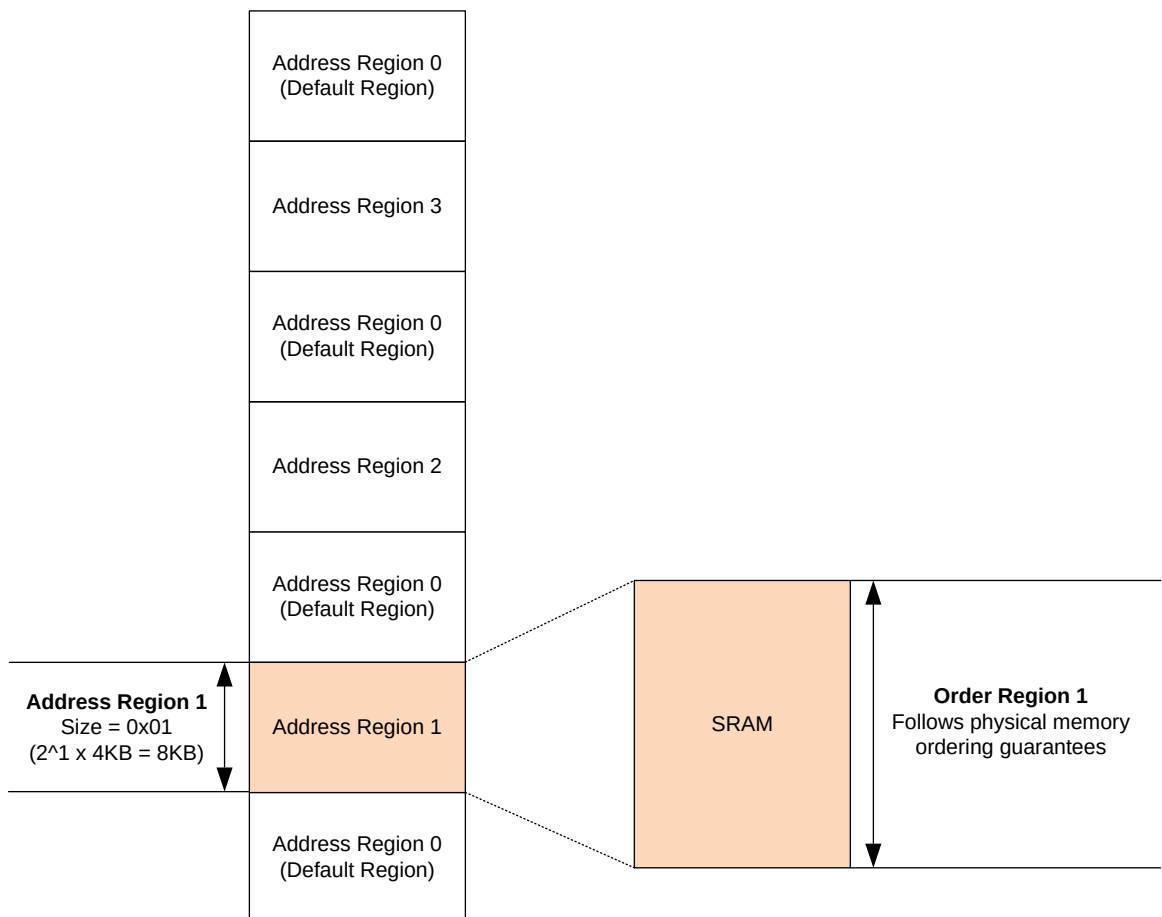 Address Region 0
(Default Region)
Address Region 3
Address Region 0
(Default Region)
Address Region 2
Address Region 0
(Default Region)
Address Region 1
Size = 0x01
(2^1 x 4KB = 8KB)
Address Region 1
SRAM
Order Region 1
Follows physical memory
ordering guarantees
Address Region 0
(Default Region)